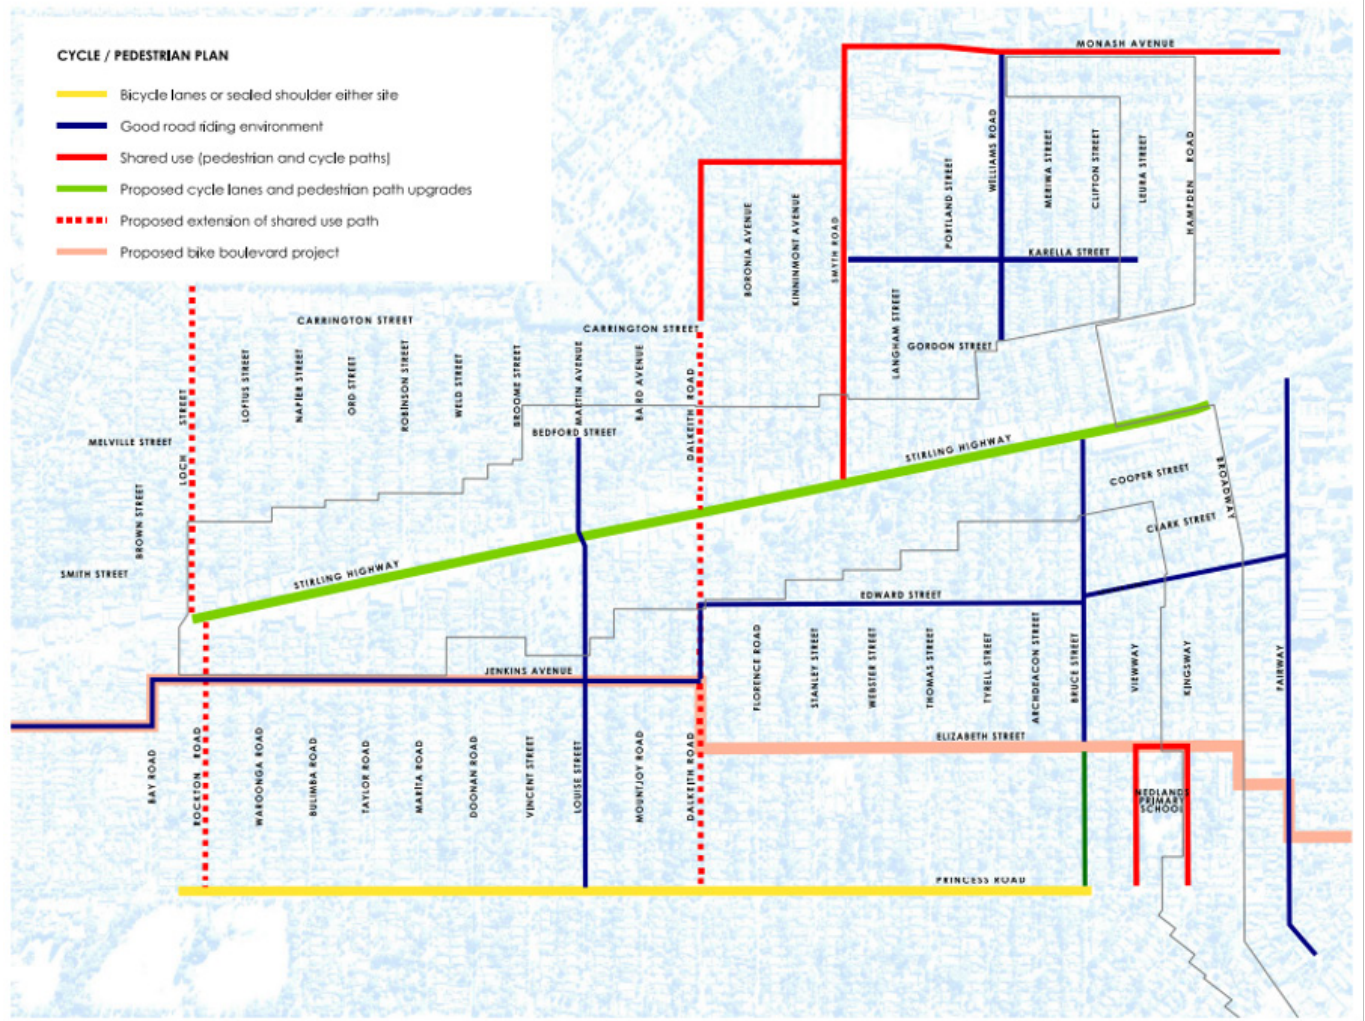 CYCLE / PEDESTRIAN PLAN
Bicycle lanes or sealed shoulder either site
Good road riding environment
Shared use (pedestrian and cycle paths)
Proposed cycle lanes and pedestrian path upgrades
Proposed extension of shared use path
Proposed bike boulevard project
MONASH AVENUE
WILLIAMS ROAD
MERIWA STREET
CLIFTON STREET
LEURA STREET
HAMPDEN ROAD
PORTLAND STREET
BORONIA AVENUE
KINNINMONT AVENUE
SMYTH ROAD
KARELLA STREET
LANGHAM STREET
GORDON STREET
CARRINGTON STREET
CARRINGTON STREET
LOCH STREET
LOFTUS STREET
NAPIER STREET
ORD STREET
ROBINSON STREET
WELD STREET
BROOME STREET
MARTIN AVENUE
BAIRD AVENUE
DALKEITH ROAD
BEDFORD STREET
MELVILLE STREET
BROWN STREET
SMITH STREET
STIRLING HIGHWAY
STIRLING HIGHWAY
COOPER STREET
CLARK STREET
BROADWAY
EDWARD STREET
JENKINS AVENUE
FLORENCE ROAD
STANLEY STREET
WEBSTER STREET
THOMAS STREET
TYRELL STREET
ARCHDEACON STREET
BRUCE STREET
VIEWWAY
KINGSWAY
FAIRWAY
ELIZABETH STREET
BAY ROAD
ROCKTON ROAD
WAROONGA ROAD
BULIMBA ROAD
TAYLOR ROAD
MARITA ROAD
DOONAN ROAD
VINCENT STREET
LOUISE STREET
MOUNTJOY ROAD
DALKEITH ROAD
NEDLANDS
PRIMARY
SCHOOL
PRINCESS ROAD